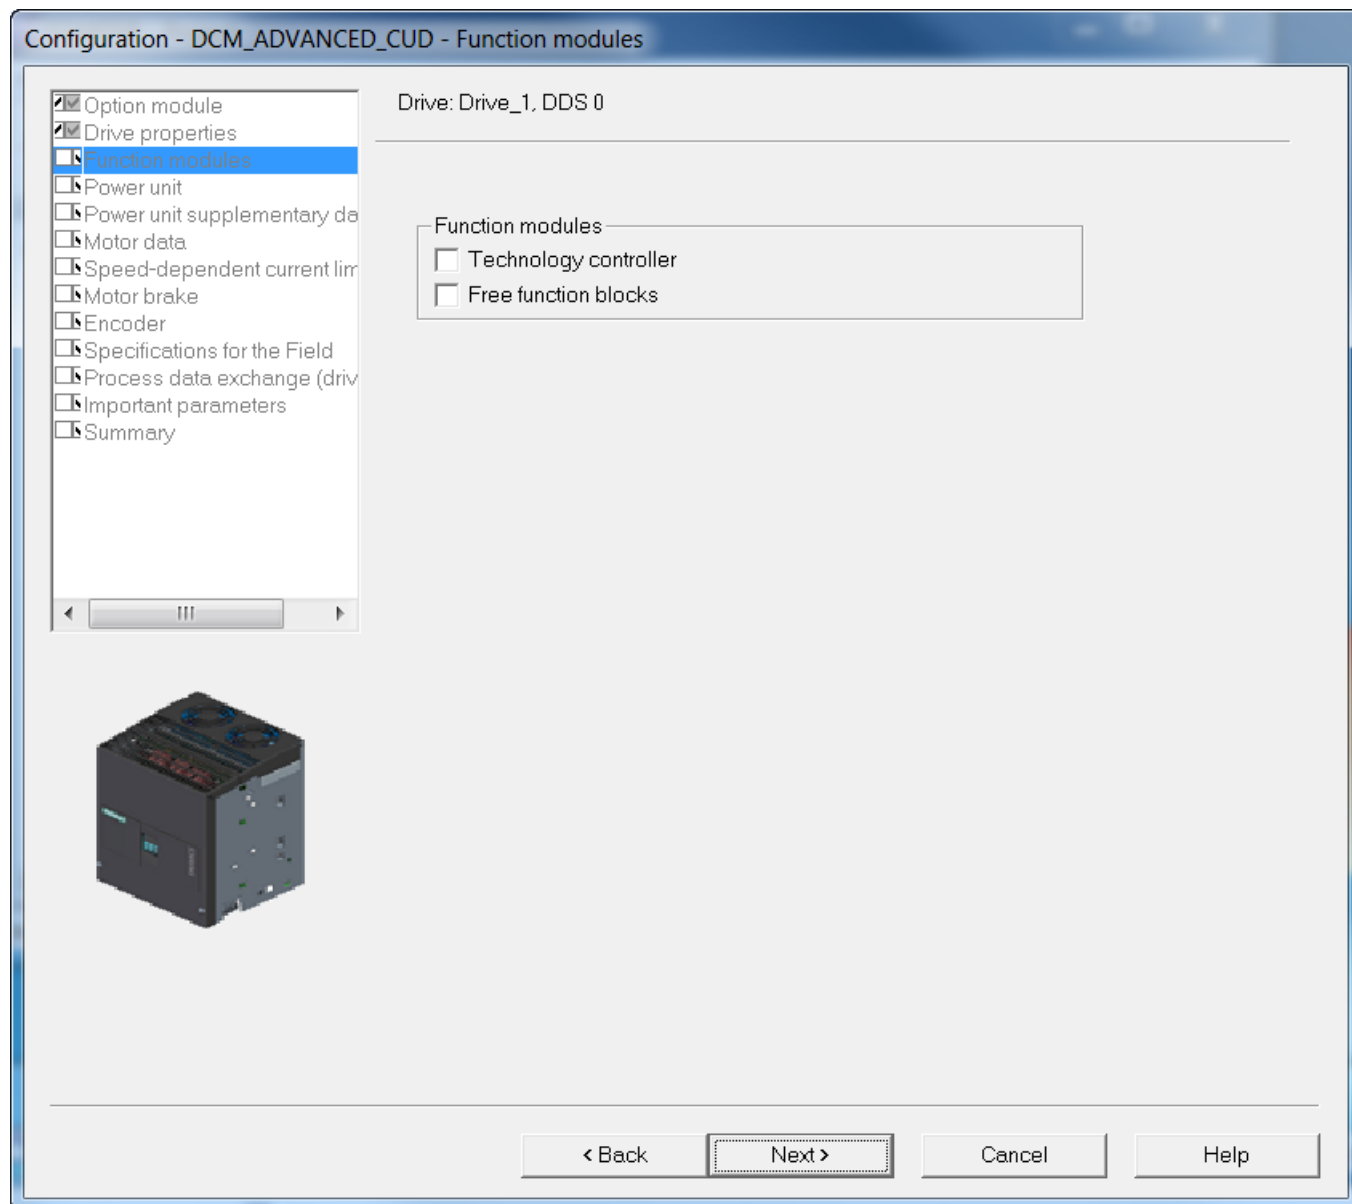 Configuration - DCM_ADVANCED_CUD - Function modules
Option module
Drive properties
Function modules
Power unit
Power unit supplementary da
Motor data
Speed-dependent current lim
Motor brake
Encoder
Specifications for the Field
Process data exchange (driv
Important parameters
Summary
Drive: Drive_1, DDS 0
Function modules
Technology controller
Free function blocks
< Back
Next >
Cancel
Help